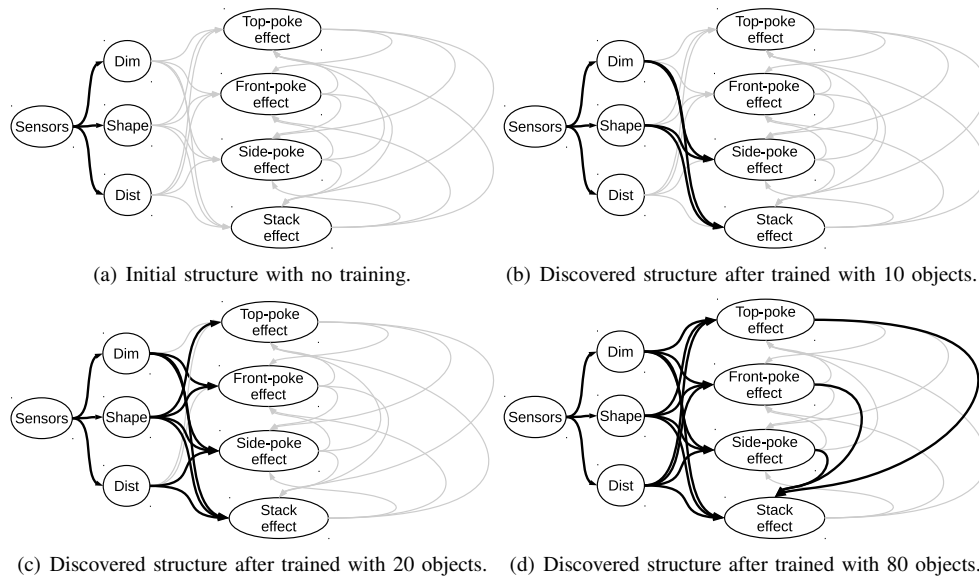 Top-poke
effect
Dim
Front-poke
effect
Sensors
Shape
Side-poke
effect
Dist
Stack
effect
(a) Initial structure with no training.
Top-poke
effect
Dim
Front-poke
effect
Sensors
Shape
Side-poke
effect
Dist
Stack
effect
(b) Discovered structure after trained with 10 objects.
Top-poke
effect
Dim
Front-poke
effect
Sensors
Shape
Side-poke
effect
Dist
Stack
effect
(c) Discovered structure after trained with 20 objects.
Top-poke
effect
Dim
Front-poke
effect
Sensors
Shape
Side-poke
effect
Dist
Stack
effect
(d) Discovered structure after trained with 80 objects.